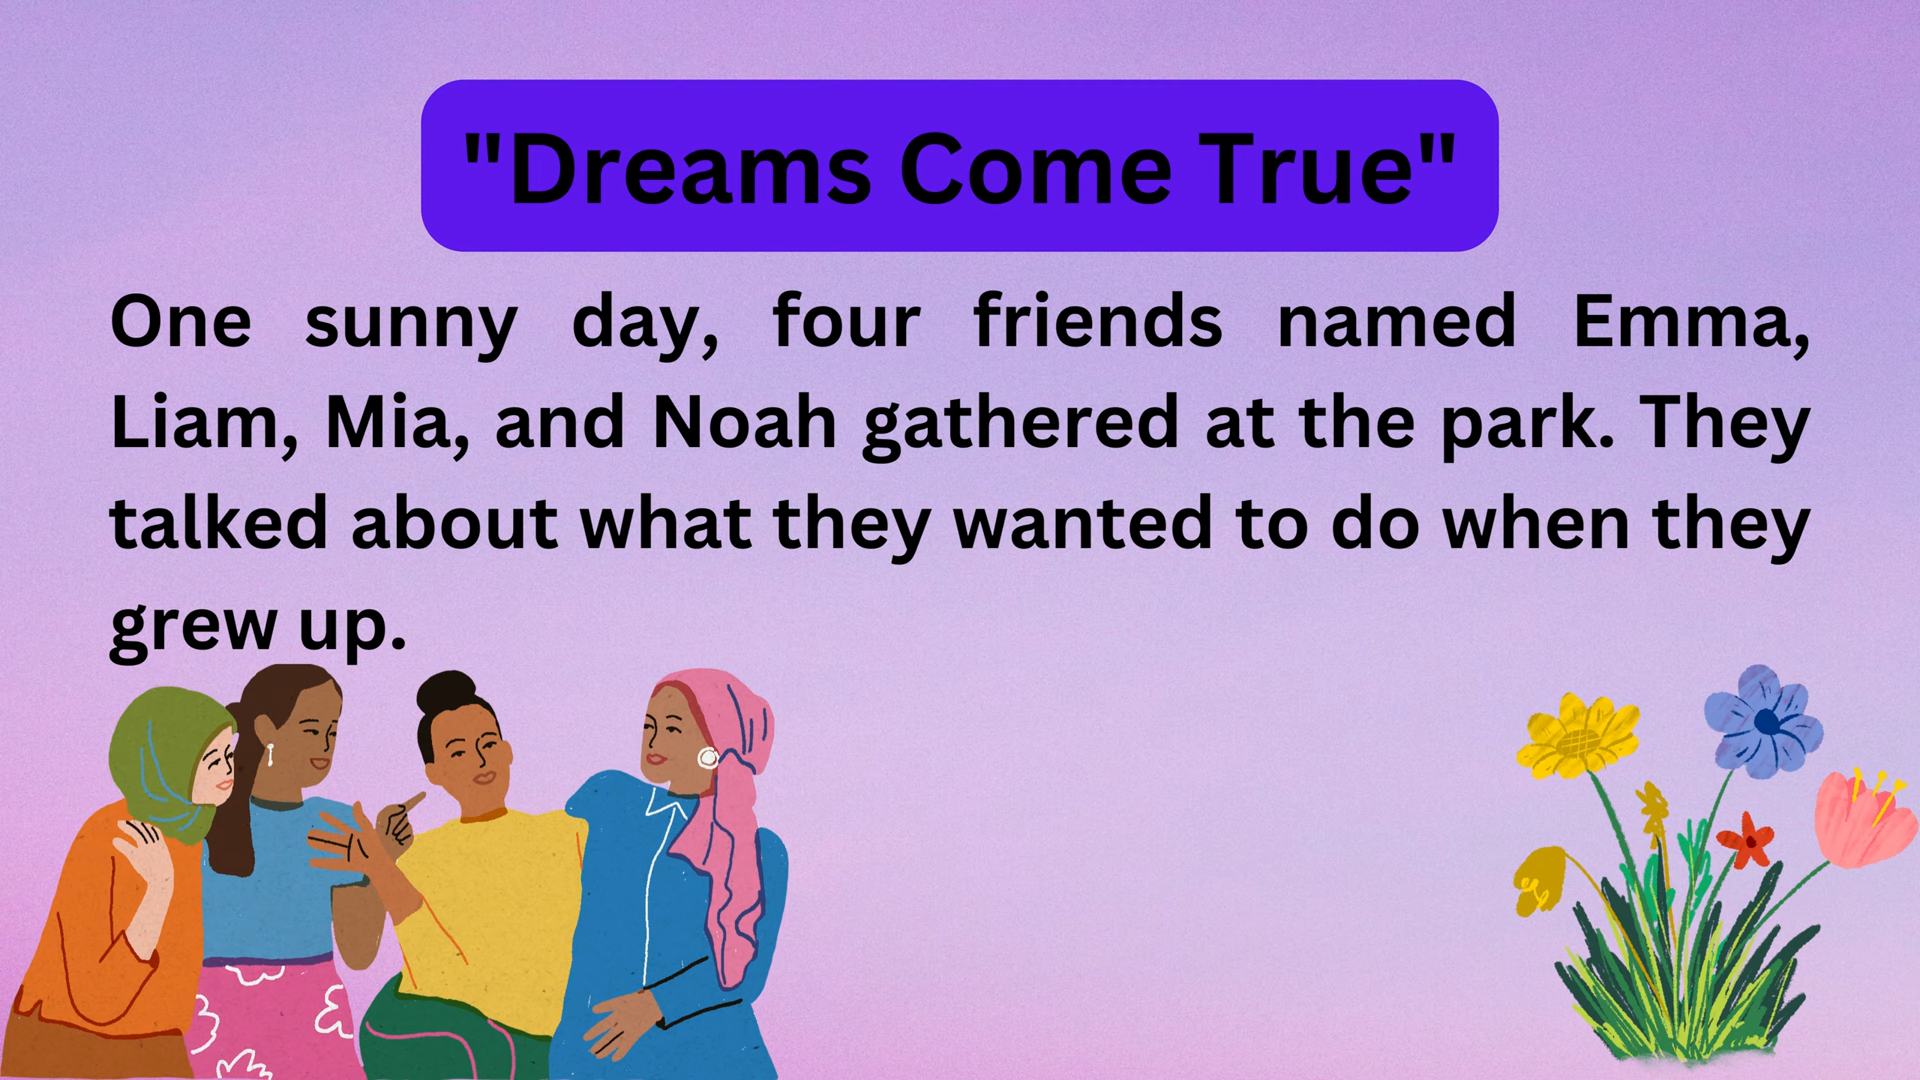 "Dreams Come True"
One sunny day, four friends named Emma,
Liam, Mia, and Noah gathered at the park. They
talked about what they wanted to do when they
grew up.